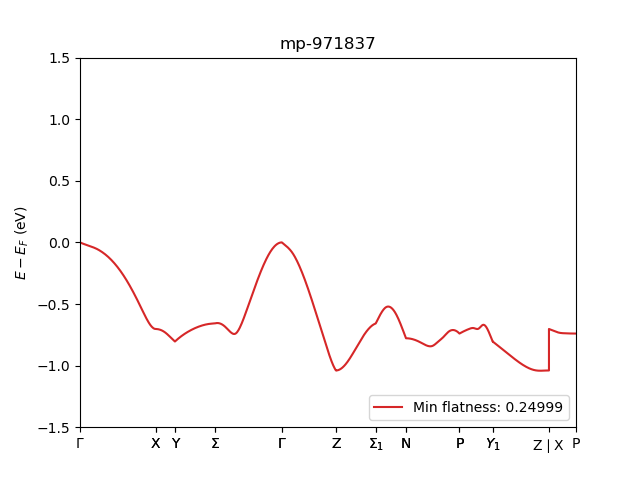 mp-971837
E − E_F (eV)
1.5
1.0
0.5
0.0
−0.5
−1.0
−1.5
Γ X Y Σ Γ Z Σ₁ N P Y₁ Z | X P
Min flatness: 0.24999